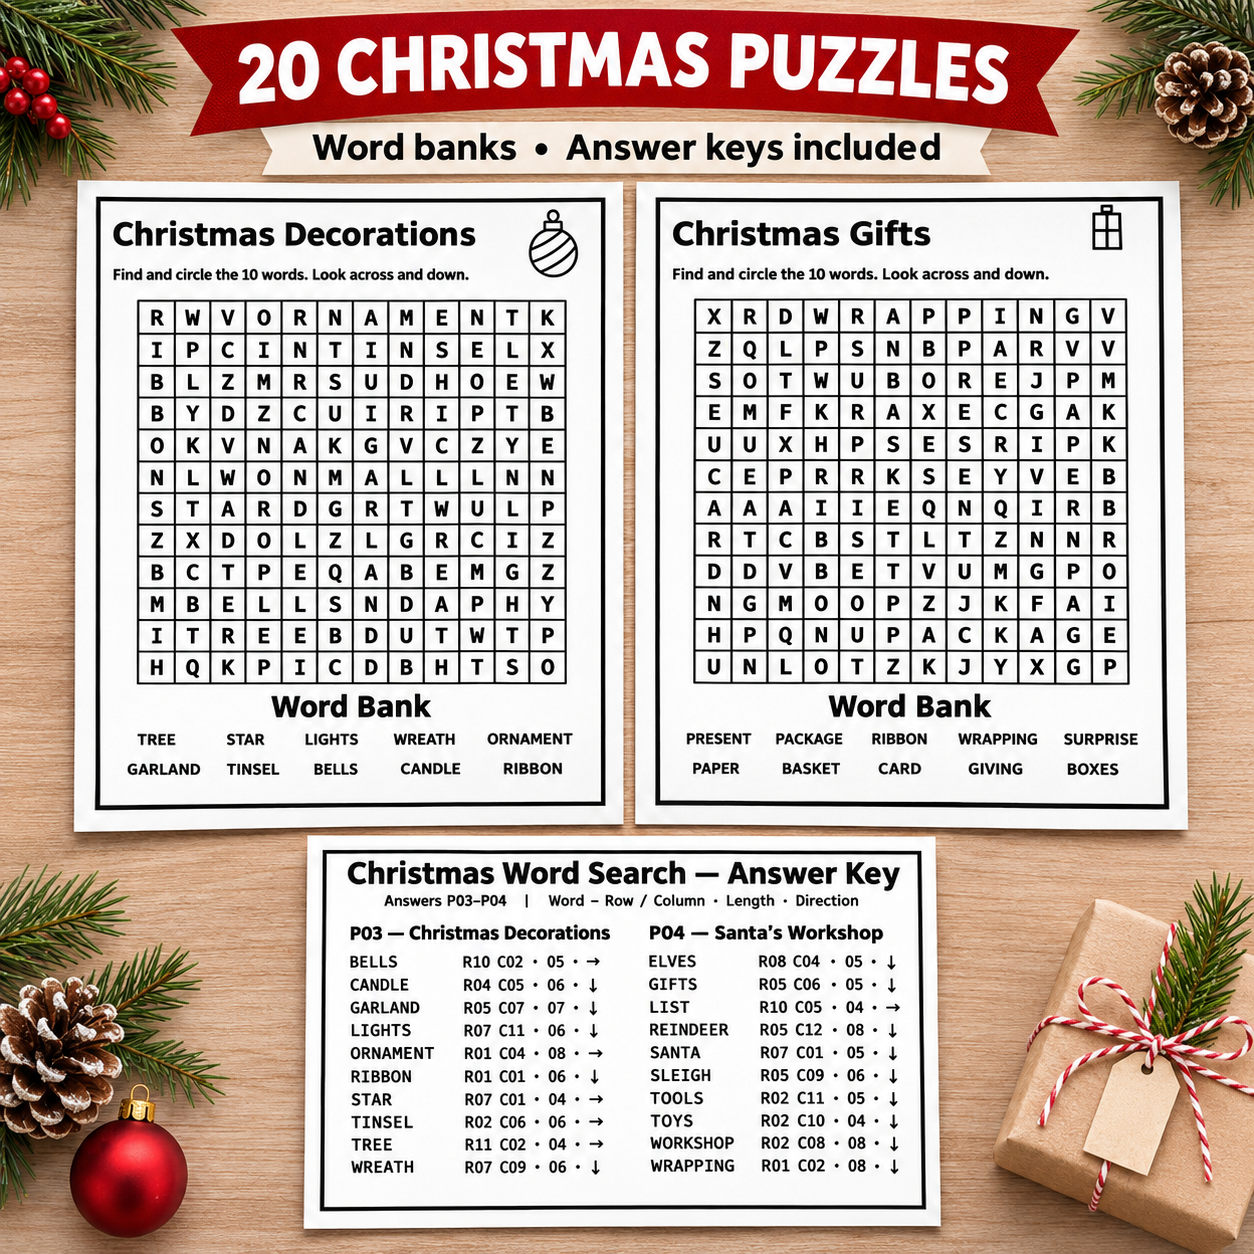 20 CHRISTMAS PUZZLES
Word banks • Answer keys included
Christmas Decorations
Find and circle the 10 words. Look across and down.
R W V O R N A M E N T K
I P C I N T I N S E L X
B L Z M R S U D H O E W
B Y D Z C U I R I P T B
O K V N A K G V C Z Y E
N L W O N M A L L L N N
S T A R D G R T W U L P
Z X D O L Z L G R C I Z
B C T P E Q A B E M G Z
M B E L L S N D A P H Y
I T R E E B D U T W T P
H Q K P I C D B H T S O
Word Bank
TREE STAR LIGHTS WREATH ORNAMENT
GARLAND TINSEL BELLS CANDLE RIBBON
Christmas Gifts
Find and circle the 10 words. Look across and down.
X R D W R A P P I N G V
Z Q L P S N B P A R V V
S O T W U B O R E J P M
E M F K R A X E C G A K
U U X H P S E S R I P K
C E P R R K S E Y V E B
A A A I I E Q N Q I R B
R T C B S T L T Z N N R
D D V B E T V U M G P O
N G M O O P Z J K F A I
H P Q N U P A C K A G E
U N L O T Z K J Y X G P
Word Bank
PRESENT PACKAGE RIBBON WRAPPING SURPRISE
PAPER BASKET CARD GIVING BOXES
Christmas Word Search — Answer Key
Answers P03–P04 | Word – Row / Column · Length · Direction
P03 — Christmas Decorations
BELLS R10 C02 · 05 · →
CANDLE R04 C05 · 06 · ↓
GARLAND R05 C07 · 07 · ↓
LIGHTS R07 C11 · 06 · ↓
ORNAMENT R01 C04 · 08 · →
RIBBON R01 C01 · 06 · ↓
STAR R07 C01 · 04 · →
TINSEL R02 C06 · 06 · →
TREE R11 C02 · 04 · →
WREATH R07 C09 · 06 · ↓
P04 — Santa's Workshop
ELVES R08 C04 · 05 · ↓
GIFTS R05 C06 · 05 · ↓
LIST R10 C05 · 04 · →
REINDEER R05 C12 · 08 · ↓
SANTA R07 C01 · 05 · ↓
SLEIGH R05 C09 · 06 · ↓
TOOLS R02 C11 · 05 · ↓
TOYS R02 C10 · 04 · ↓
WORKSHOP R02 C08 · 08 · ↓
WRAPPING R01 C02 · 08 · ↓